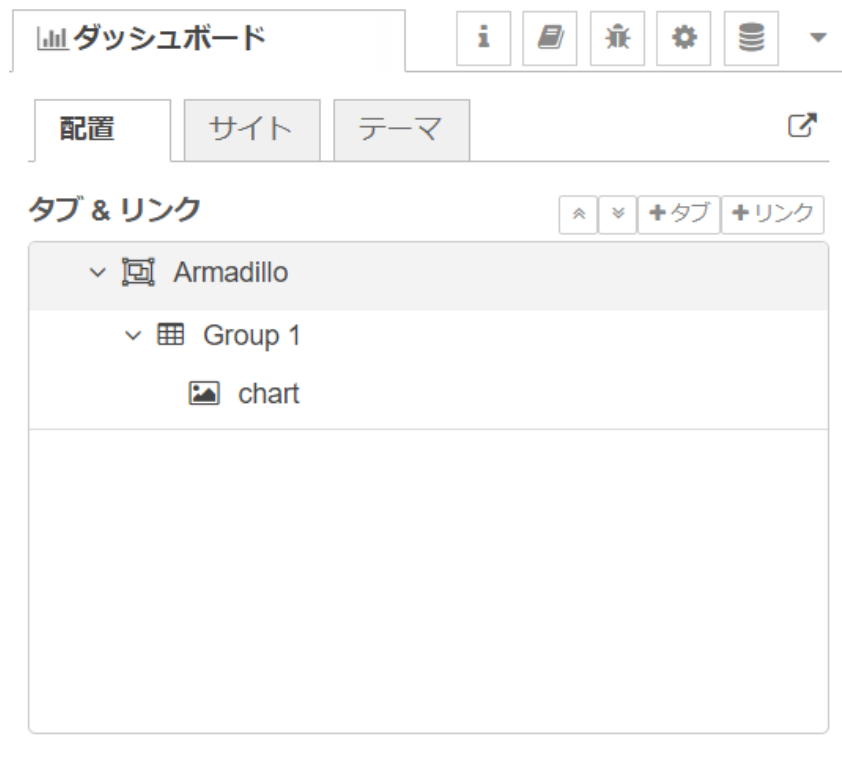 ダッシュボード
配置 サイト テーマ
タブ & リンク +タブ +リンク
Armadillo
Group 1
chart